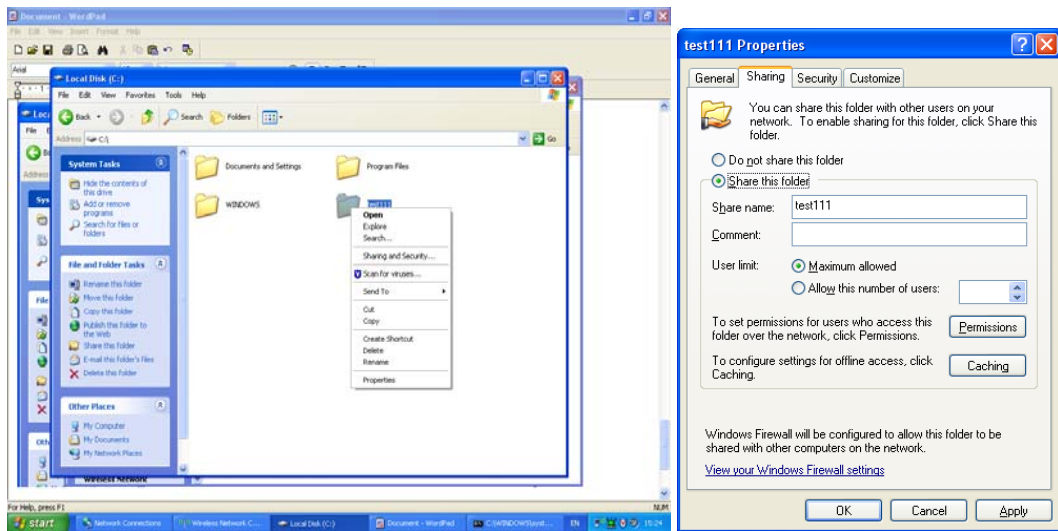 Document - WordPad
File Edit View Insert Format Help
Arial
Local Disk (C:)
File Edit View Favorites Tools Help
Back Search Folders
Address C:\ Go
System Tasks
Hide the contents of
this drive
Add or remove
programs
Search for files or
folders
File and Folder Tasks
Rename this folder
Move this folder
Copy this folder
Publish this folder to
the Web
Share this folder
E-mail this folder's files
Delete this folder
Other Places
My Computer
My Documents
My Network Places
Documents and Settings
Program Files
WINDOWS
test111
Open
Explore
Search...
Sharing and Security...
Scan for viruses...
Send To
Cut
Copy
Create Shortcut
Delete
Rename
Properties
Wireless Network
For Help, press F1
NUM
start
Network Connections
Wireless Network C...
Local Disk (C:)
Document - WordPad
EN
15:24
test111 Properties
General Sharing Security Customize
You can share this folder with other users on your
network. To enable sharing for this folder, click Share this
folder.
Do not share this folder
Share this folder
Share name: test111
Comment:
User limit: Maximum allowed
Allow this number of users:
To set permissions for users who access this
folder over the network, click Permissions.
Permissions
To configure settings for offline access, click
Caching.
Caching
Windows Firewall will be configured to allow this folder to be
shared with other computers on the network.
View your Windows Firewall settings
OK Cancel Apply